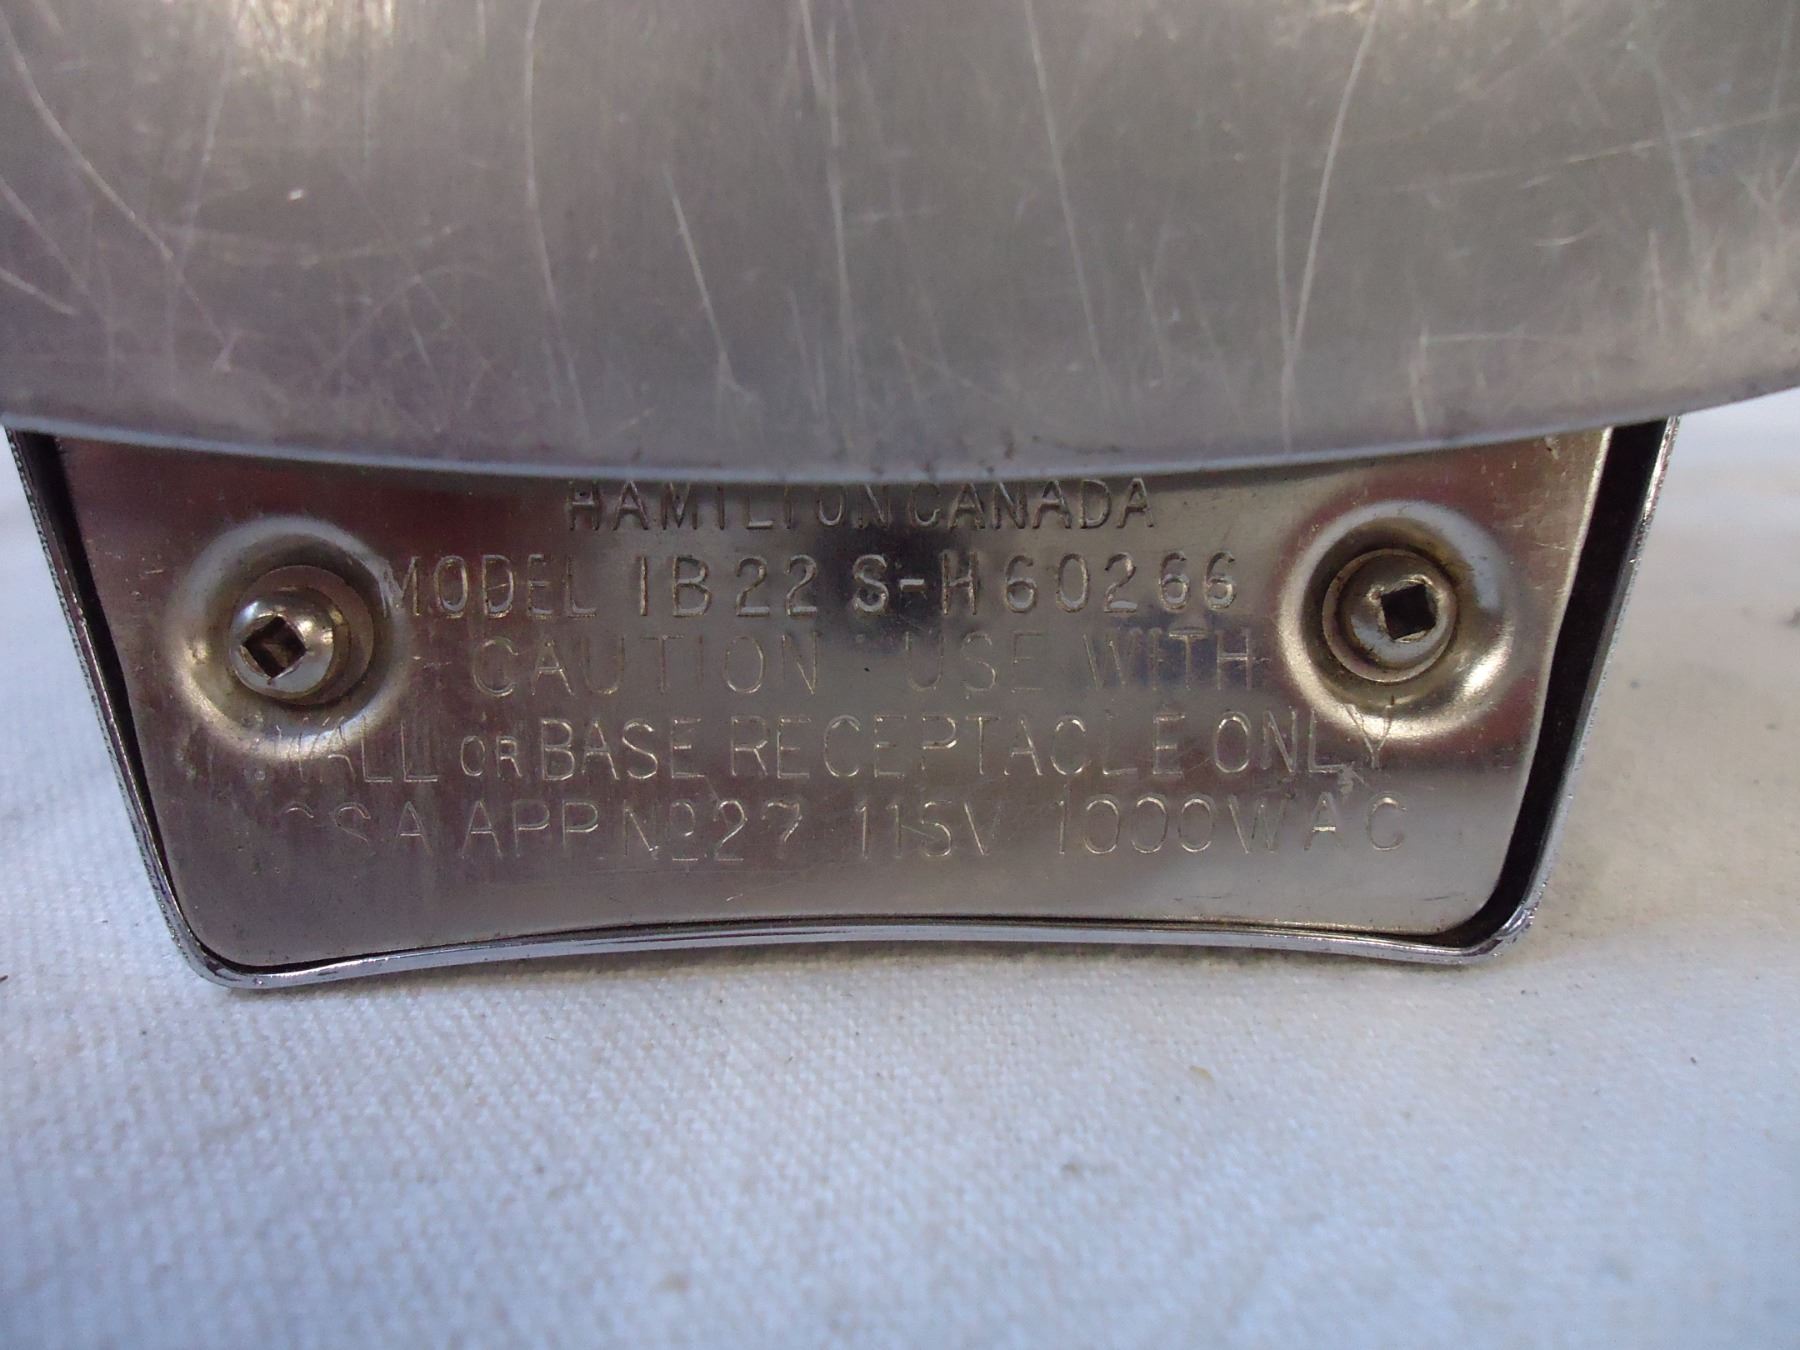 HAMILTON CANADA
MODEL IB22 S-H60266
CAUTION USE WITH
WALL OR BASE RECEPTACLE ONLY
CSA APP. No 27 115V 1000W AC